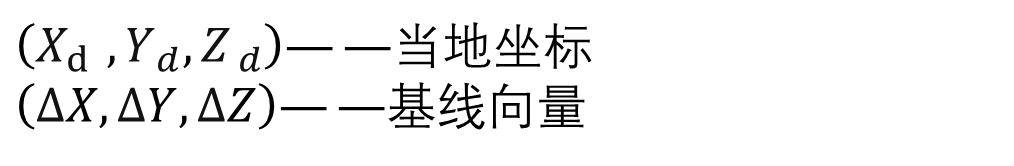 (X_d ,Y_d,Z_d)— —当地坐标
(ΔX,ΔY,ΔZ)— —基线向量